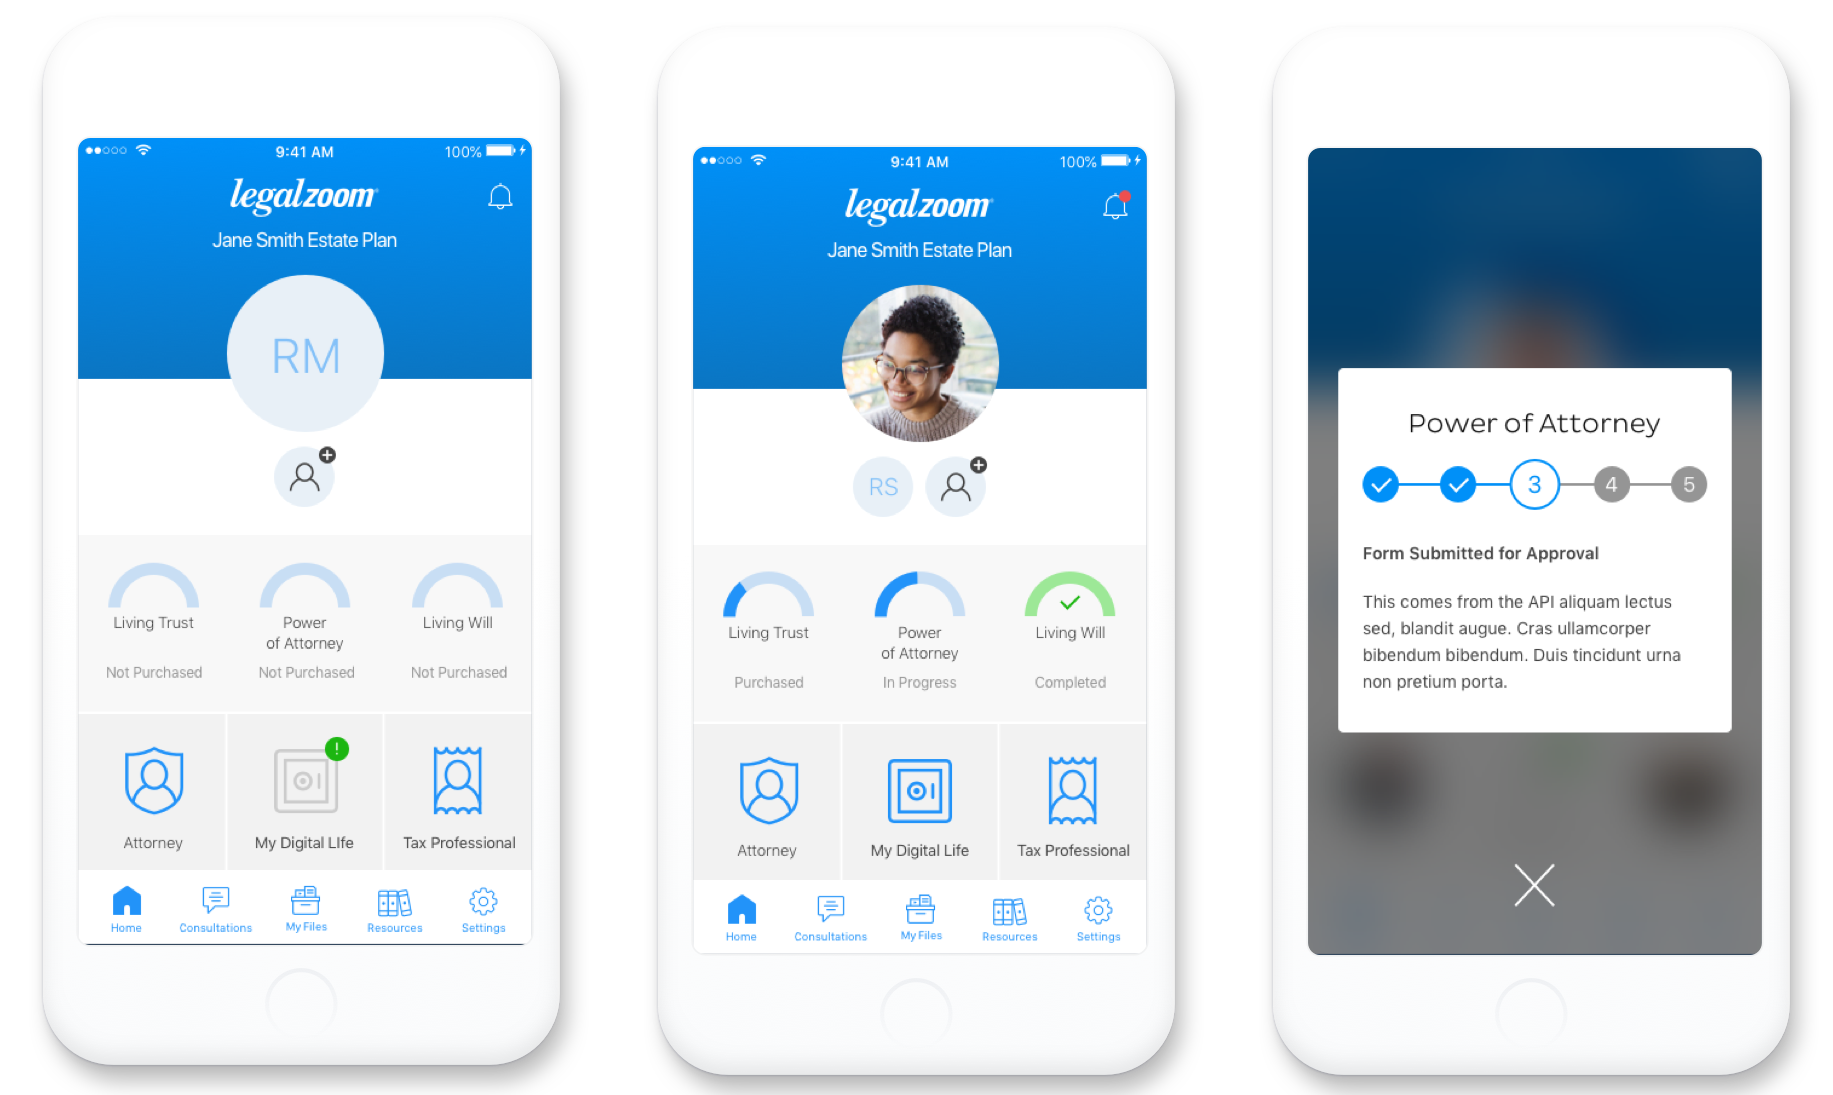 9:41 AM
100%
legalzoom
Jane Smith Estate Plan
RM
Living Trust
Power
of Attorney
Living Will
Not Purchased
Not Purchased
Not Purchased
!
Attorney
My Digital LIfe
Tax Professional
Home
Consultations
My Files
Resources
Settings
9:41 AM
100%
legalzoom
Jane Smith Estate Plan
RS
Living Trust
Power
of Attorney
Living Will
Purchased
In Progress
Completed
Attorney
My Digital Life
Tax Professional
Home
Consultations
My Files
Resources
Settings
Power of Attorney
3
4
5
Form Submitted for Approval
This comes from the API aliquam lectus
sed, blandit augue. Cras ullamcorper
bibendum bibendum. Duis tincidunt urna
non pretium porta.